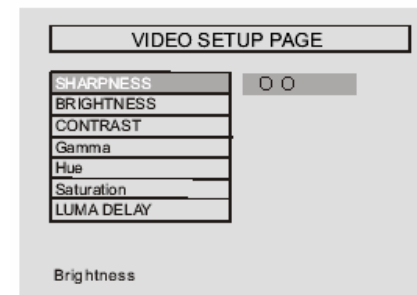 VIDEO SETUP PAGE
SHARPNESS O O
BRIGHTNESS
CONTRAST
Gamma
Hue
Saturation
LUMA DELAY
Brightness